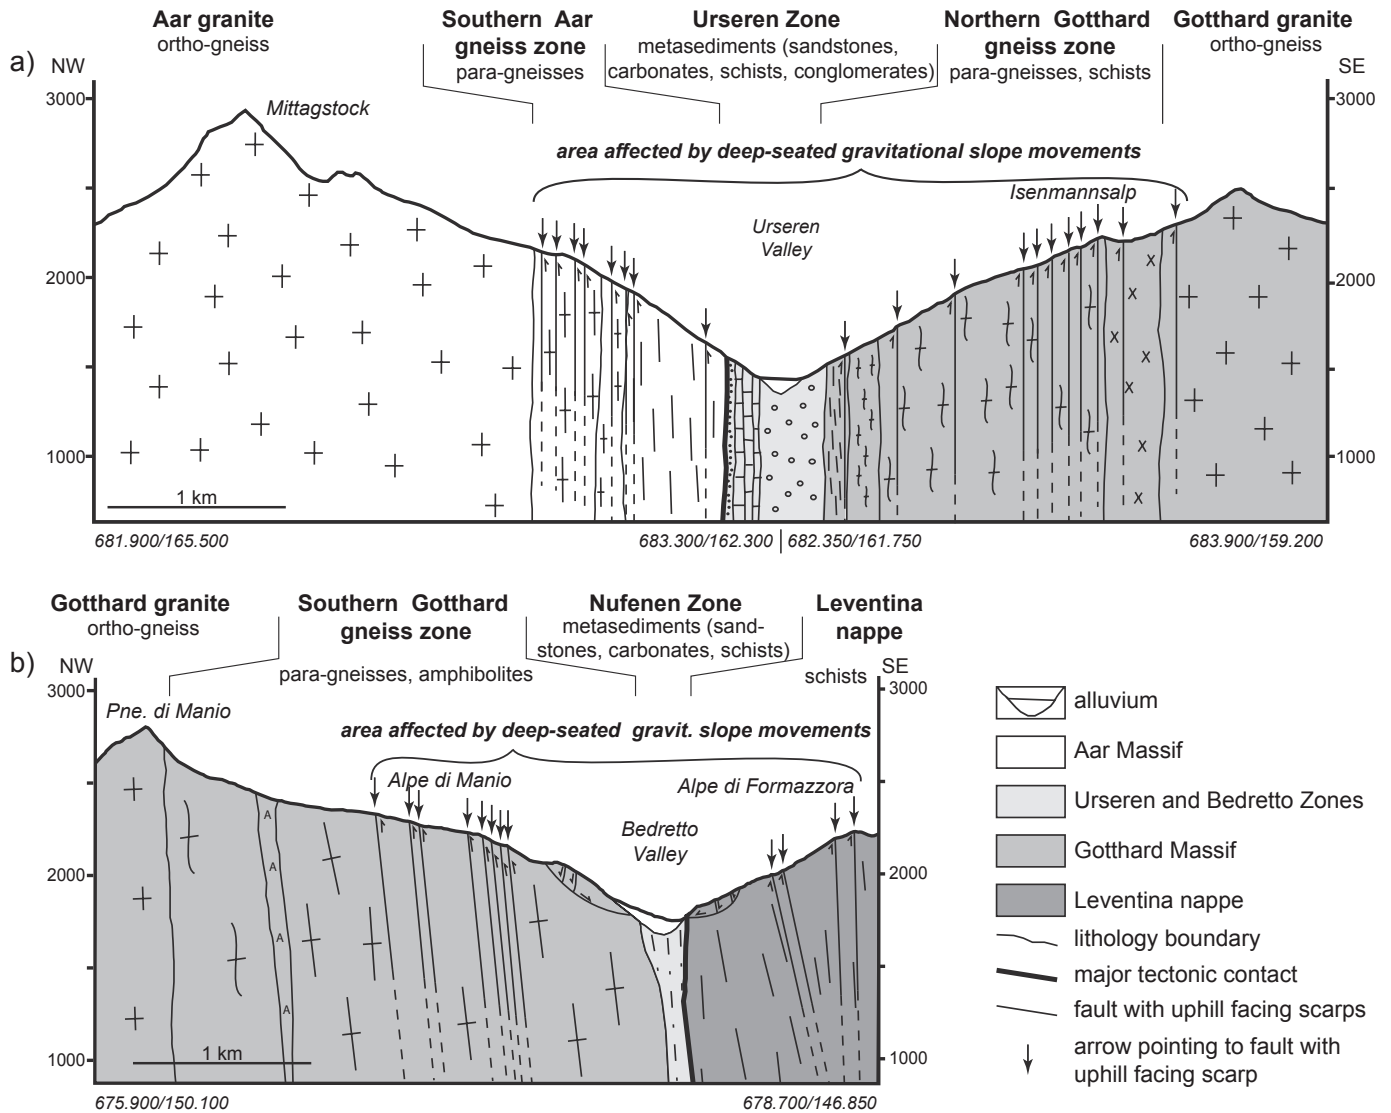 Aar granite
ortho-gneiss
Southern Aar
gneiss zone
para-gneisses
Urseren Zone
metasediments (sandstones,
carbonates, schists, conglomerates)
Northern Gotthard
gneiss zone
para-gneisses, schists
Gotthard granite
ortho-gneiss
a)
NW
SE
3000
3000
Mittagstock
area affected by deep-seated gravitational slope movements
Isenmannsalp
Urseren
Valley
2000
2000
x
x
x
x
x
x
x
1000
1000
1 km
681.900/165.500
683.300/162.300
682.350/161.750
683.900/159.200
Gotthard granite
ortho-gneiss
Southern Gotthard
gneiss zone
para-gneisses, amphibolites
Nufenen Zone
metasediments (sand-
stones, carbonates, schists)
Leventina
nappe
schists
b)
NW
SE
3000
3000
Pne. di Manio
area affected by deep-seated gravit. slope movements
Alpe di Manio
Alpe di Formazzora
Bedretto
Valley
A
A
A
A
2000
2000
1000
1000
1 km
675.900/150.100
678.700/146.850
alluvium
Aar Massif
Urseren and Bedretto Zones
Gotthard Massif
Leventina nappe
lithology boundary
major tectonic contact
fault with uphill facing scarps
arrow pointing to fault with
uphill facing scarp